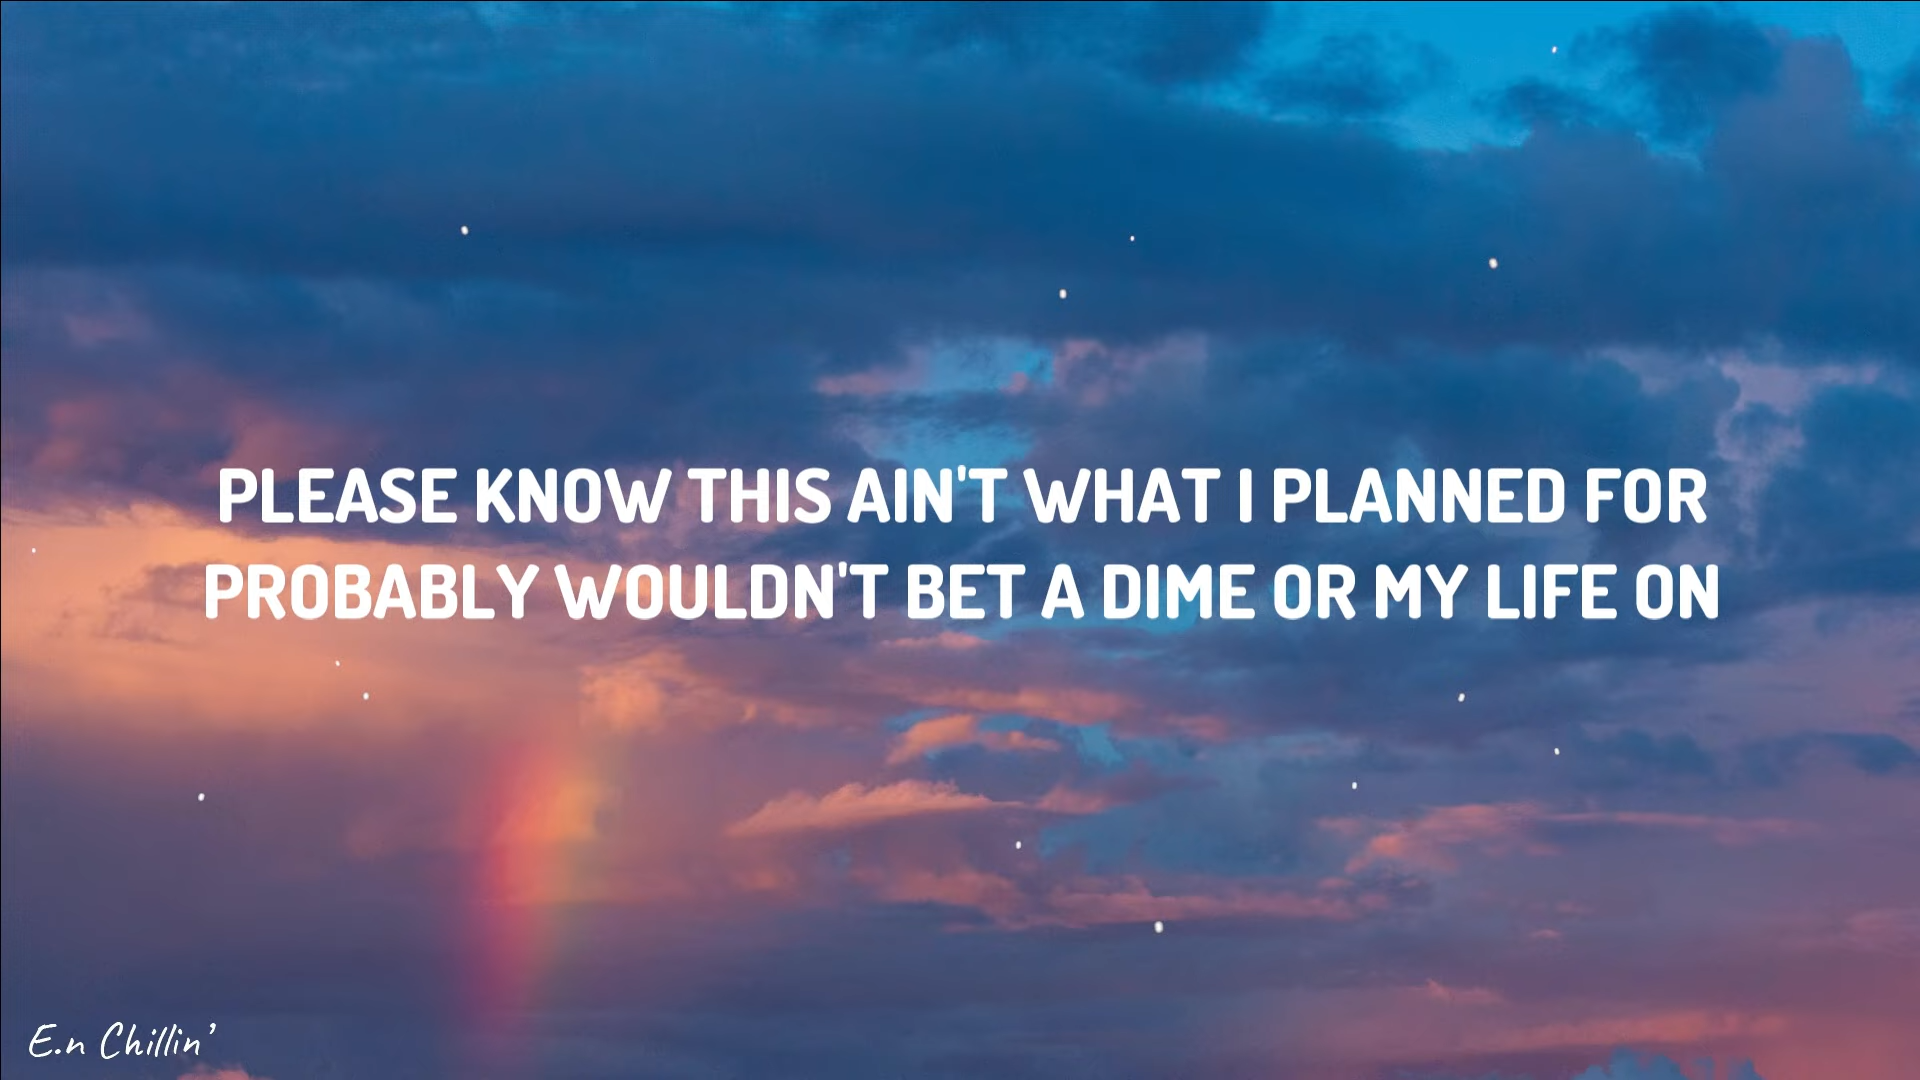 PLEASE KNOW THIS AIN'T WHAT I PLANNED FOR
PROBABLY WOULDN'T BET A DIME OR MY LIFE ON
E.n Chillin'